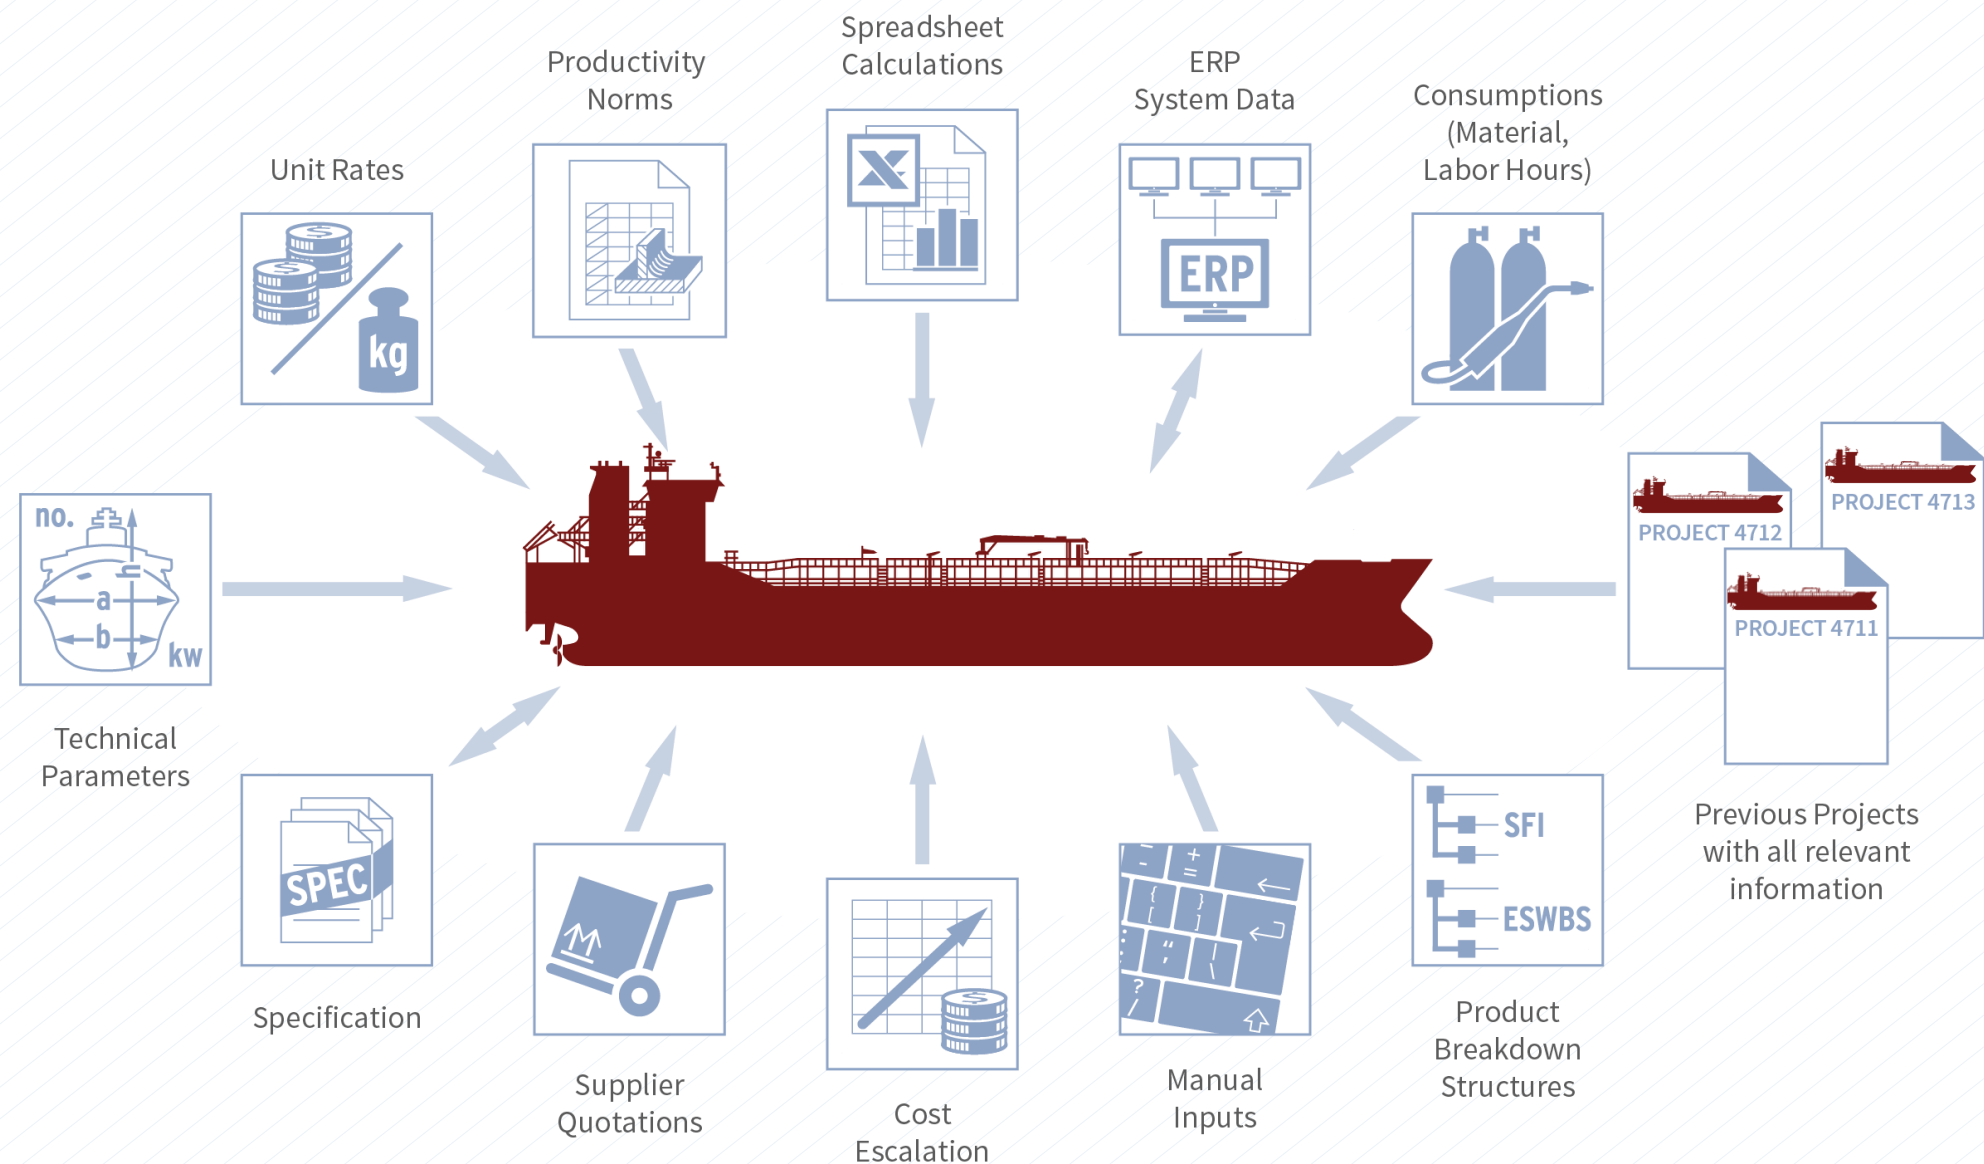 Spreadsheet
Calculations
Productivity
Norms
ERP
System Data
Consumptions
(Material,
Labor Hours)
Unit Rates
$
$
kg
X
ERP
no.
h
a
b
kw
Technical
Parameters
PROJECT 4713
PROJECT 4712
PROJECT 4711
Previous Projects
with all relevant
information
SPEC
Specification
Supplier
Quotations
$
Cost
Escalation
- + 
- =
{ }
[ ]
: " |
; ' \
?
/
Manual
Inputs
SFI
ESWBS
Product
Breakdown
Structures